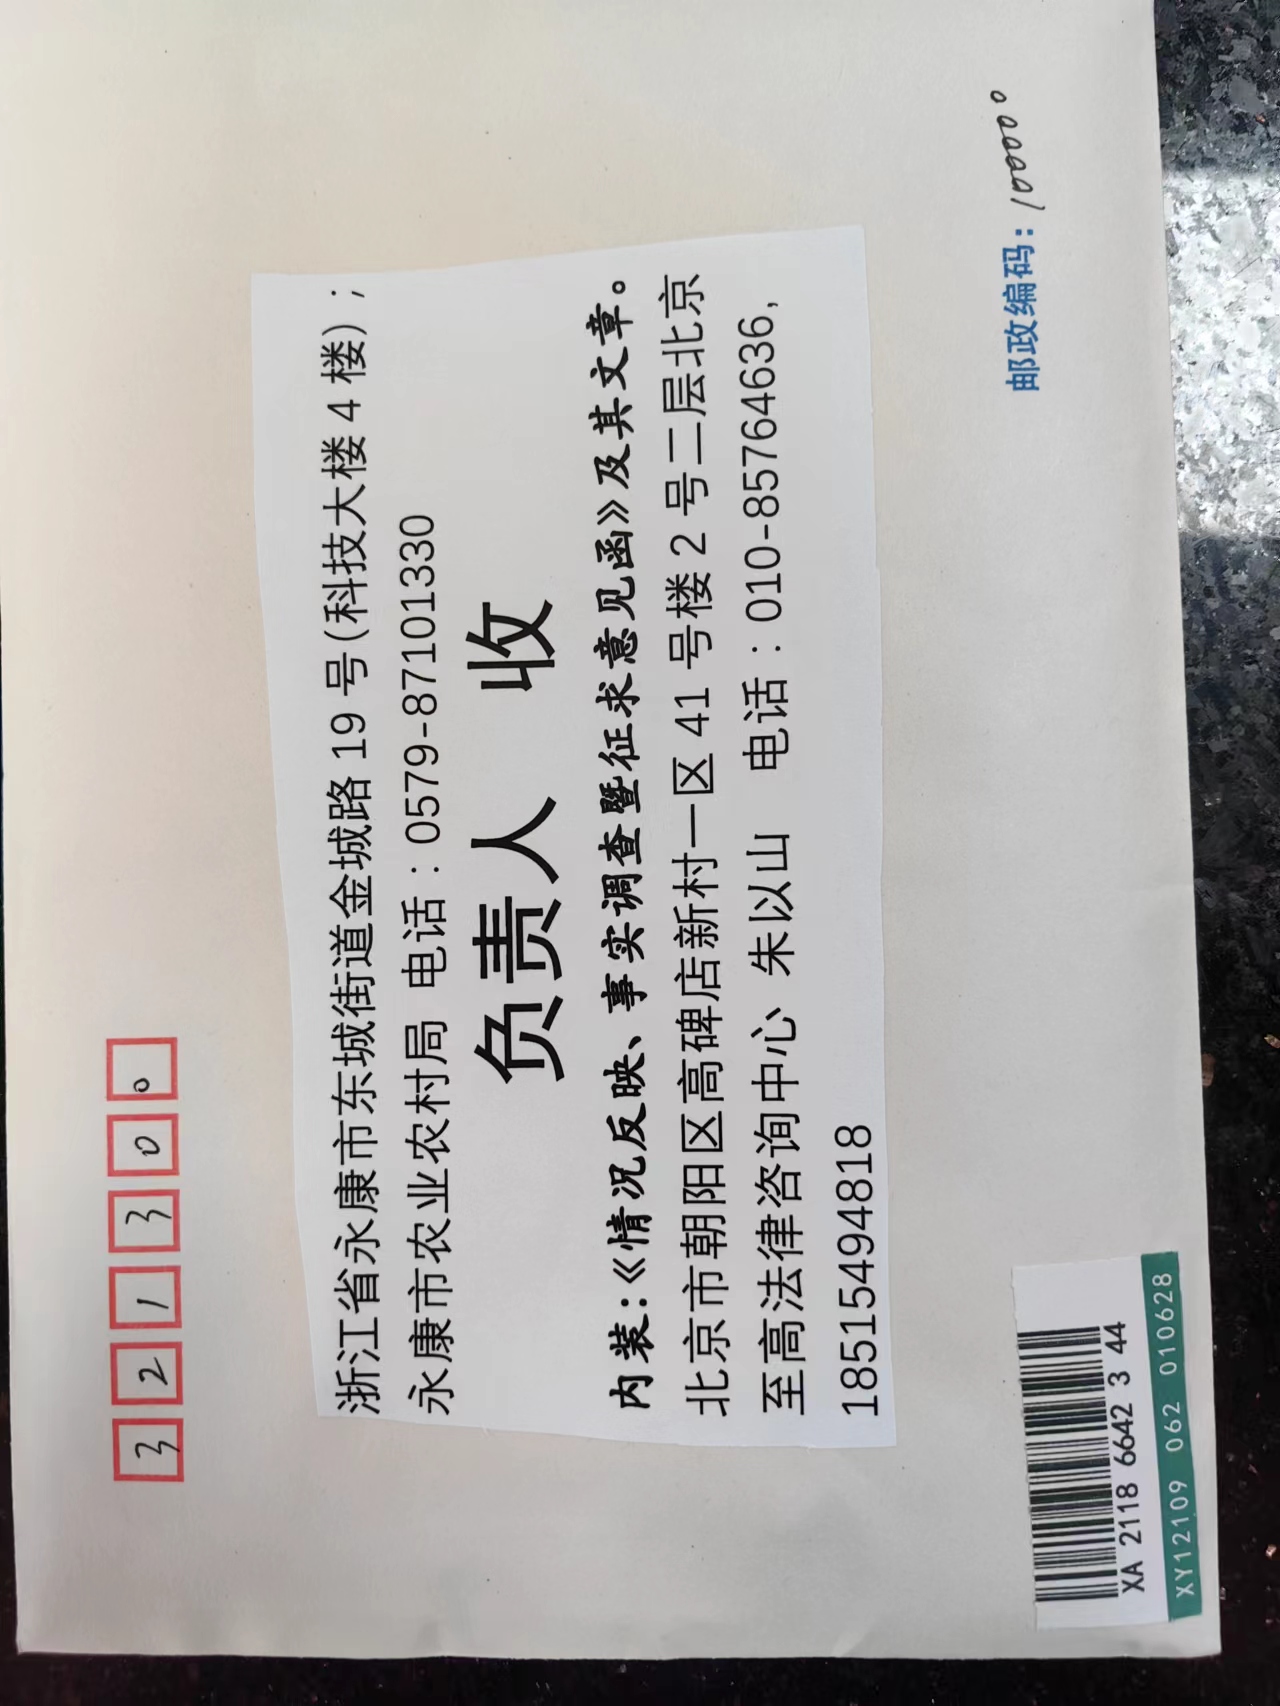 321300
浙江省永康市东城街道金城路 19 号（科技大楼 4 楼）；
永康市农业农村局 电话：0579-87101330
负责人 收
内装：《情况反映、事实调查暨征求意见函》及其文章。
北京市朝阳区高碑店新村一区 41 号楼 2 号二层北京
至高法律咨询中心 朱以山 电话：010-85764636，
18515494818
邮政编码：100000
XA 2118 6642 3 44
XY12109 062 010628